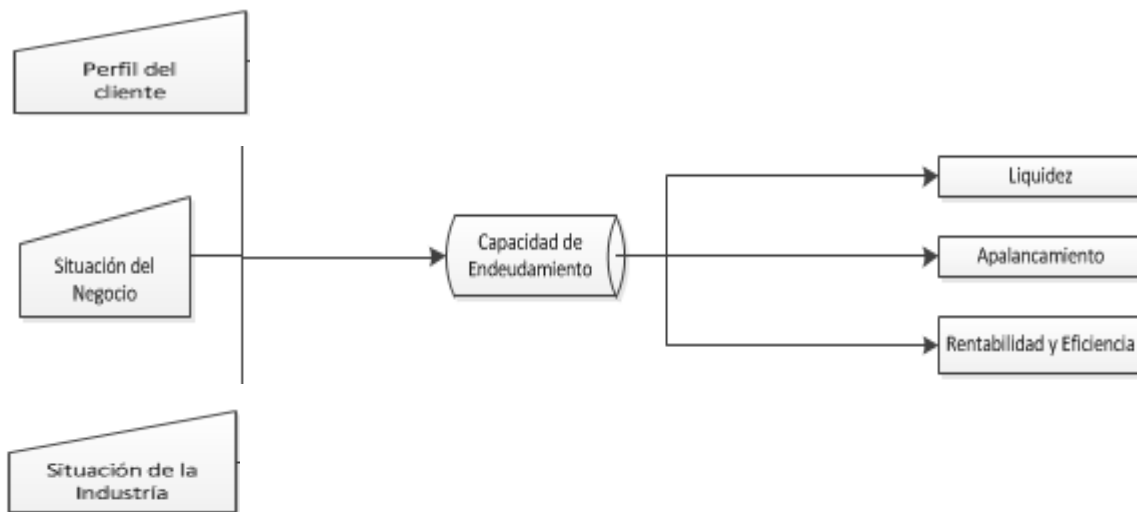 Perfil del
cliente
Situación del
Negocio
Situación de la
Industría
Capacidad de
Endeudamiento
Liquidez
Apalancamiento
Rentabilidad y Eficiencia